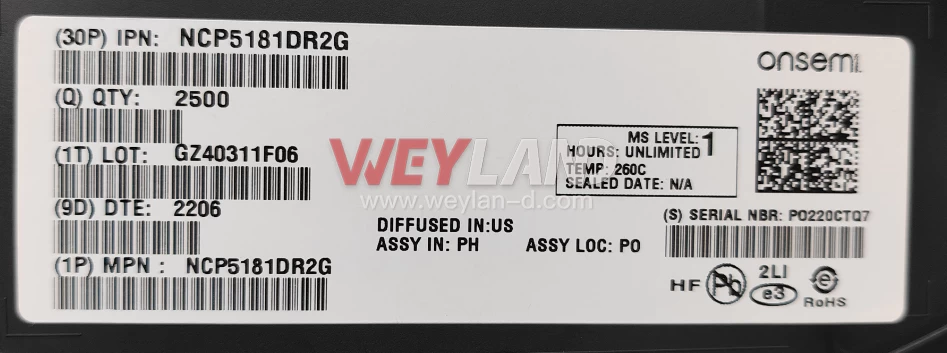 (30P) IPN: NCP5181DR2G
onsemi
(Q) QTY: 2500
(1T) LOT: GZ40311F06
MS LEVEL: 1
HOURS: UNLIMITED
TEMP: 260C
SEALED DATE: N/A
WEYLAN
www.weylan-d.com
(9D) DTE: 2206
(S) SERIAL NBR: PO220CTQ7
DIFFUSED IN:US
ASSY IN: PH ASSY LOC: PO
(1P) MPN : NCP5181DR2G
HF Pb 2LI e3 RoHS